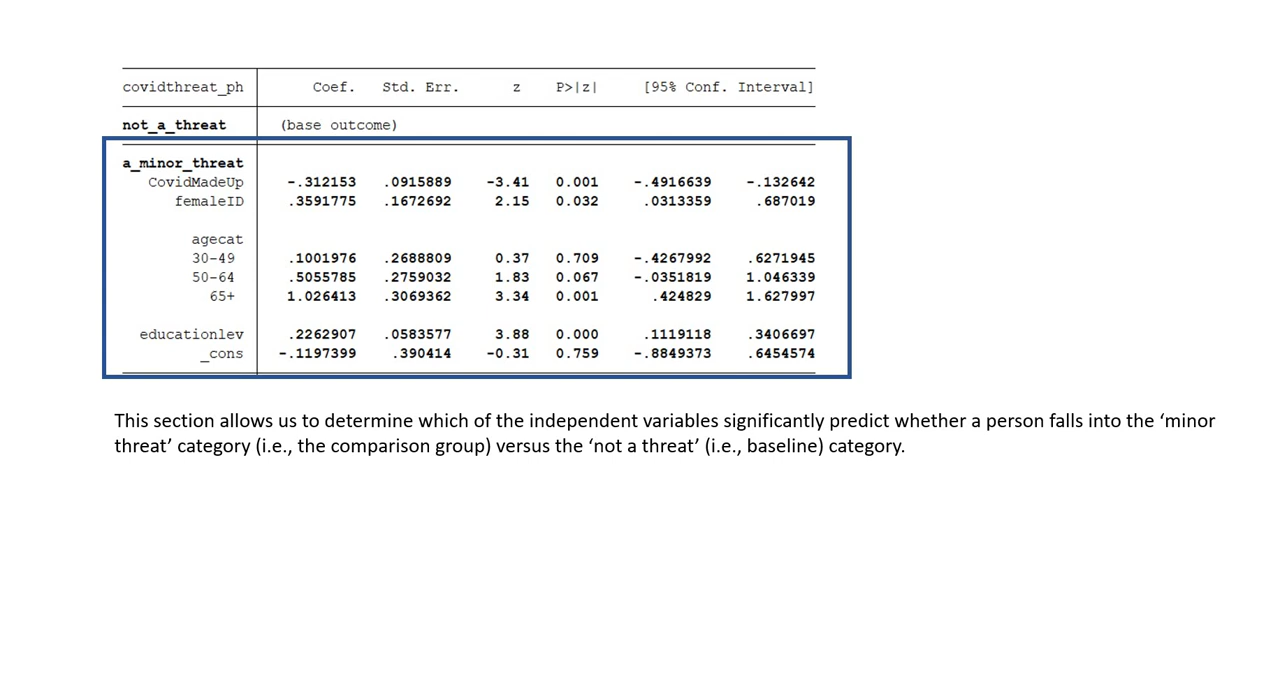 covidthreat_ph Coef. Std. Err. z P>|z| [95% Conf. Interval]
not_a_threat (base outcome)
a_minor_threat
CovidMadeUp -.312153 .0915889 -3.41 0.001 -.4916639 -.132642
femaleID .3591775 .1672692 2.15 0.032 .0313359 .687019
agecat
30-49 .1001976 .2688809 0.37 0.709 -.4267992 .6271945
50-64 .5055785 .2759032 1.83 0.067 -.0351819 1.046339
65+ 1.026413 .3069362 3.34 0.001 .424829 1.627997
educationlev .2262907 .0583577 3.88 0.000 .1119118 .3406697
_cons -.1197399 .390414 -0.31 0.759 -.8849373 .6454574
This section allows us to determine which of the independent variables significantly predict whether a person falls into the ‘minor
threat’ category (i.e., the comparison group) versus the ‘not a threat’ (i.e., baseline) category.